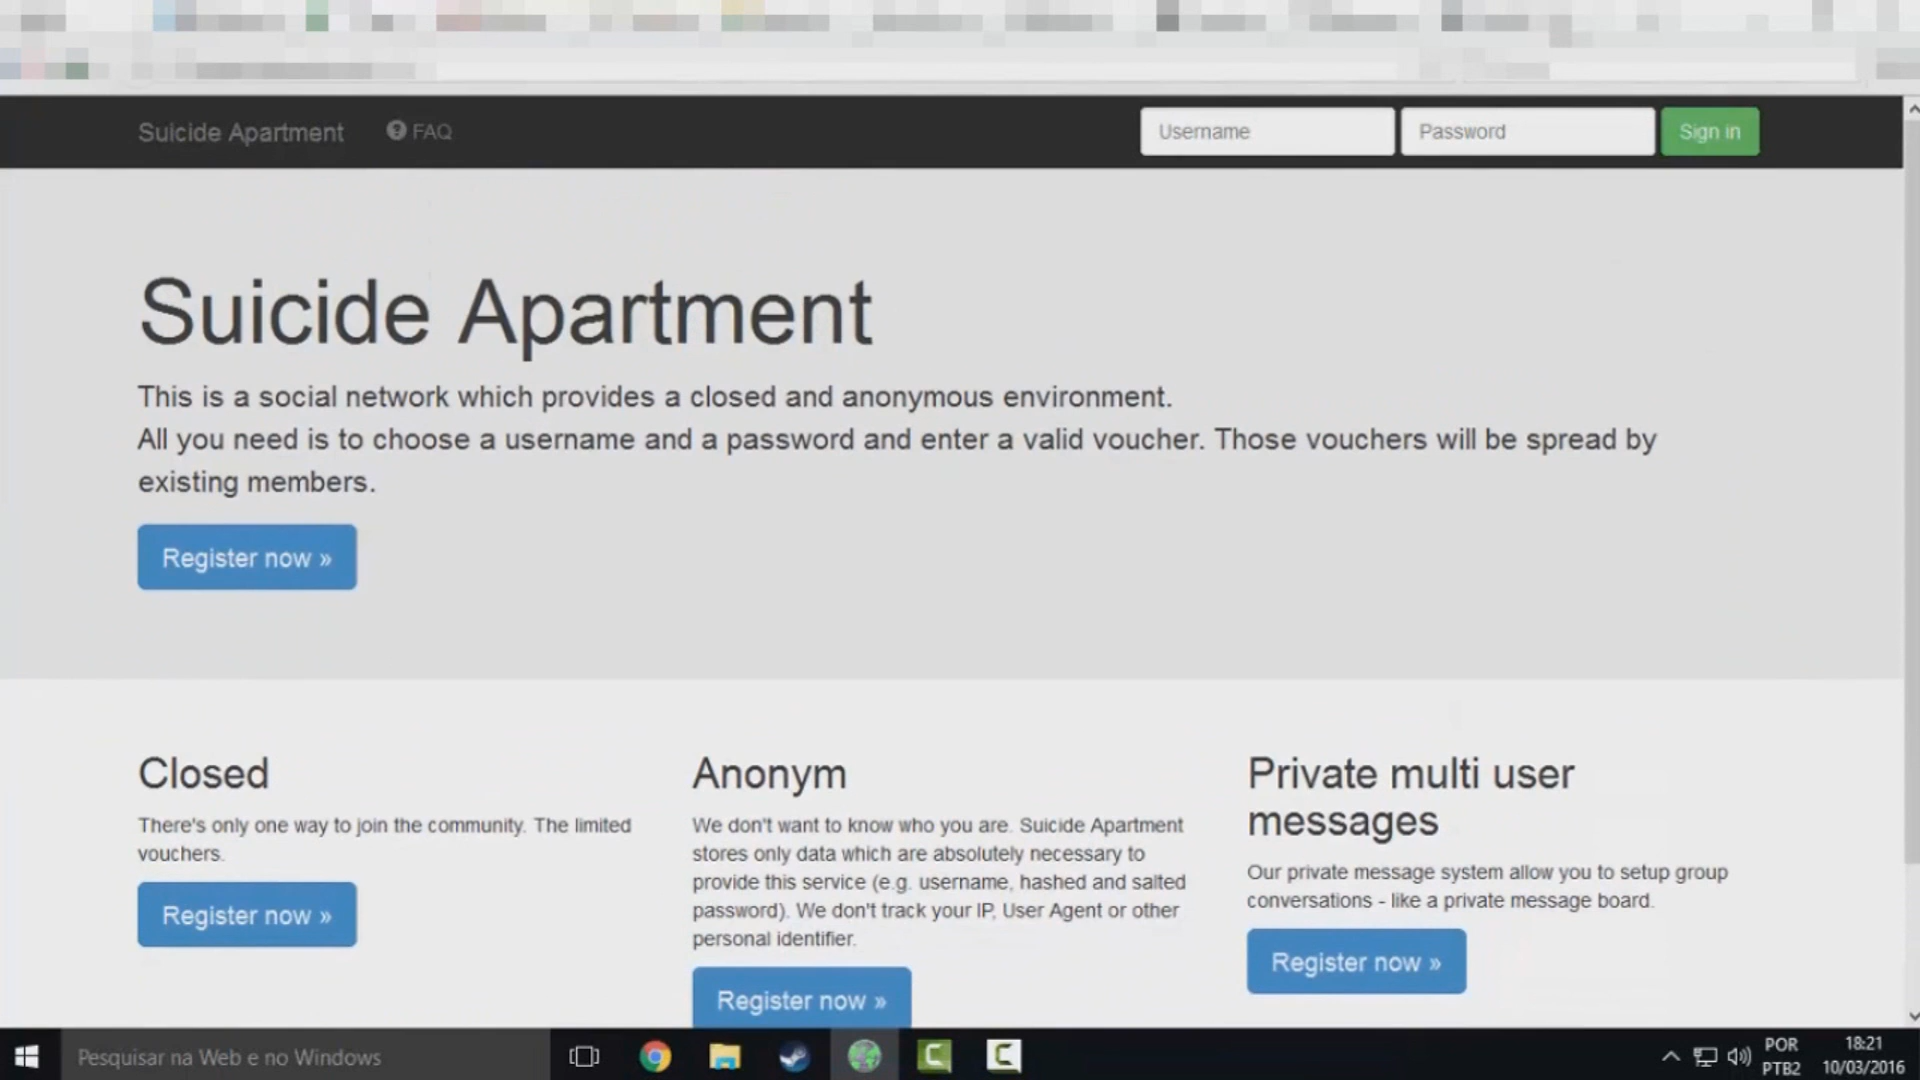 Suicide Apartment
FAQ
Username
Password
Sign in
Suicide Apartment
This is a social network which provides a closed and anonymous environment.
All you need is to choose a username and a password and enter a valid voucher. Those vouchers will be spread by
existing members.
Register now »
Closed
There's only one way to join the community. The limited
vouchers.
Register now »
Anonym
We don't want to know who you are. Suicide Apartment
stores only data which are absolutely necessary to
provide this service (e.g. username, hashed and salted
password). We don't track your IP, User Agent or other
personal identifier.
Register now »
Private multi user
messages
Our private message system allow you to setup group
conversations - like a private message board.
Register now »
Pesquisar na Web e no Windows
POR
PTB2
18:21
10/03/2016